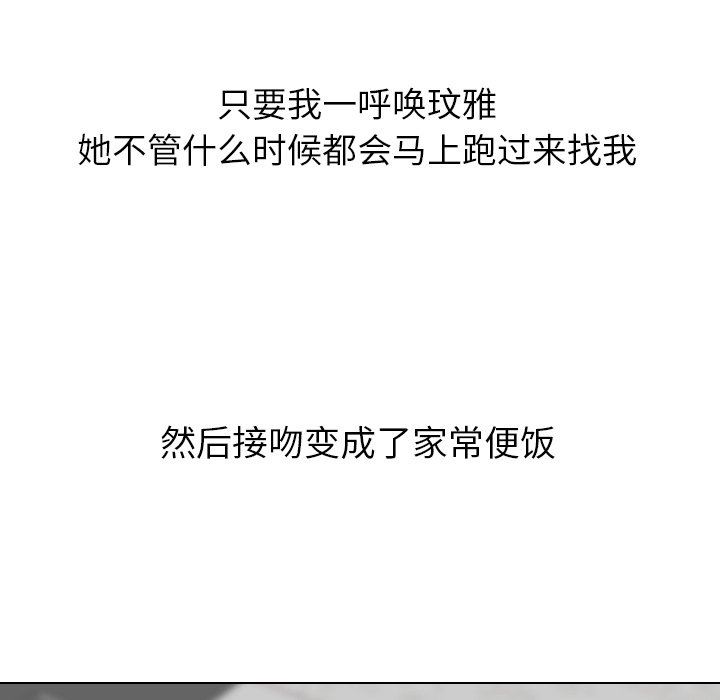 只要我一呼唤玟雅
她不管什么时候都会马上跑过来找我
然后接吻变成了家常便饭